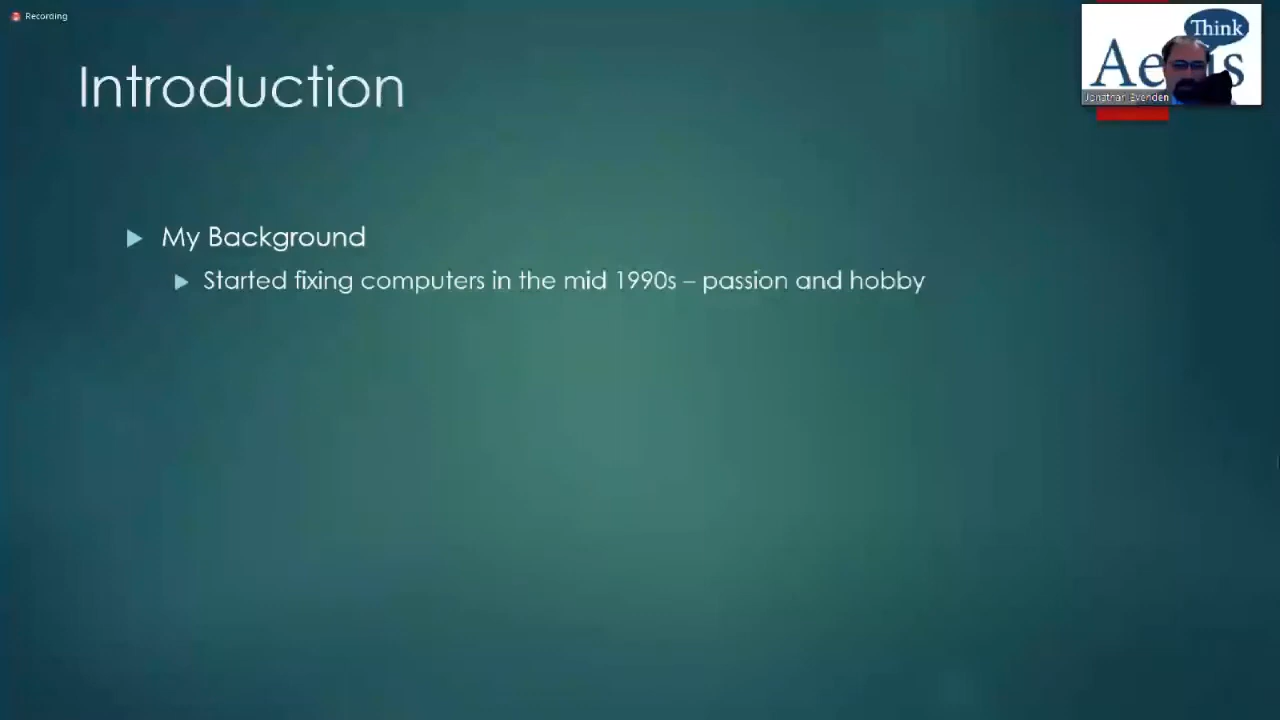 Recording
Think
Introduction
Jonathan Evenden
My Background
Started fixing computers in the mid 1990s – passion and hobby